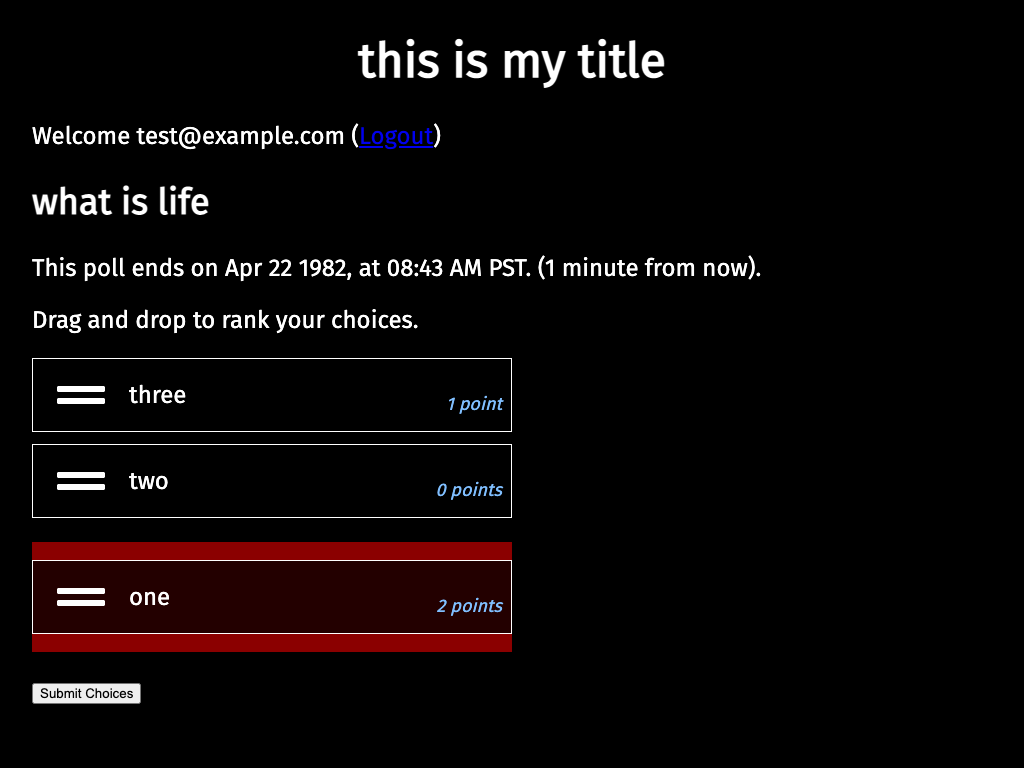 this is my title
Welcome test@example.com (Logout)
what is life
This poll ends on Apr 22 1982, at 08:43 AM PST. (1 minute from now).
Drag and drop to rank your choices.
three
1 point
two
0 points
one
2 points
Submit Choices